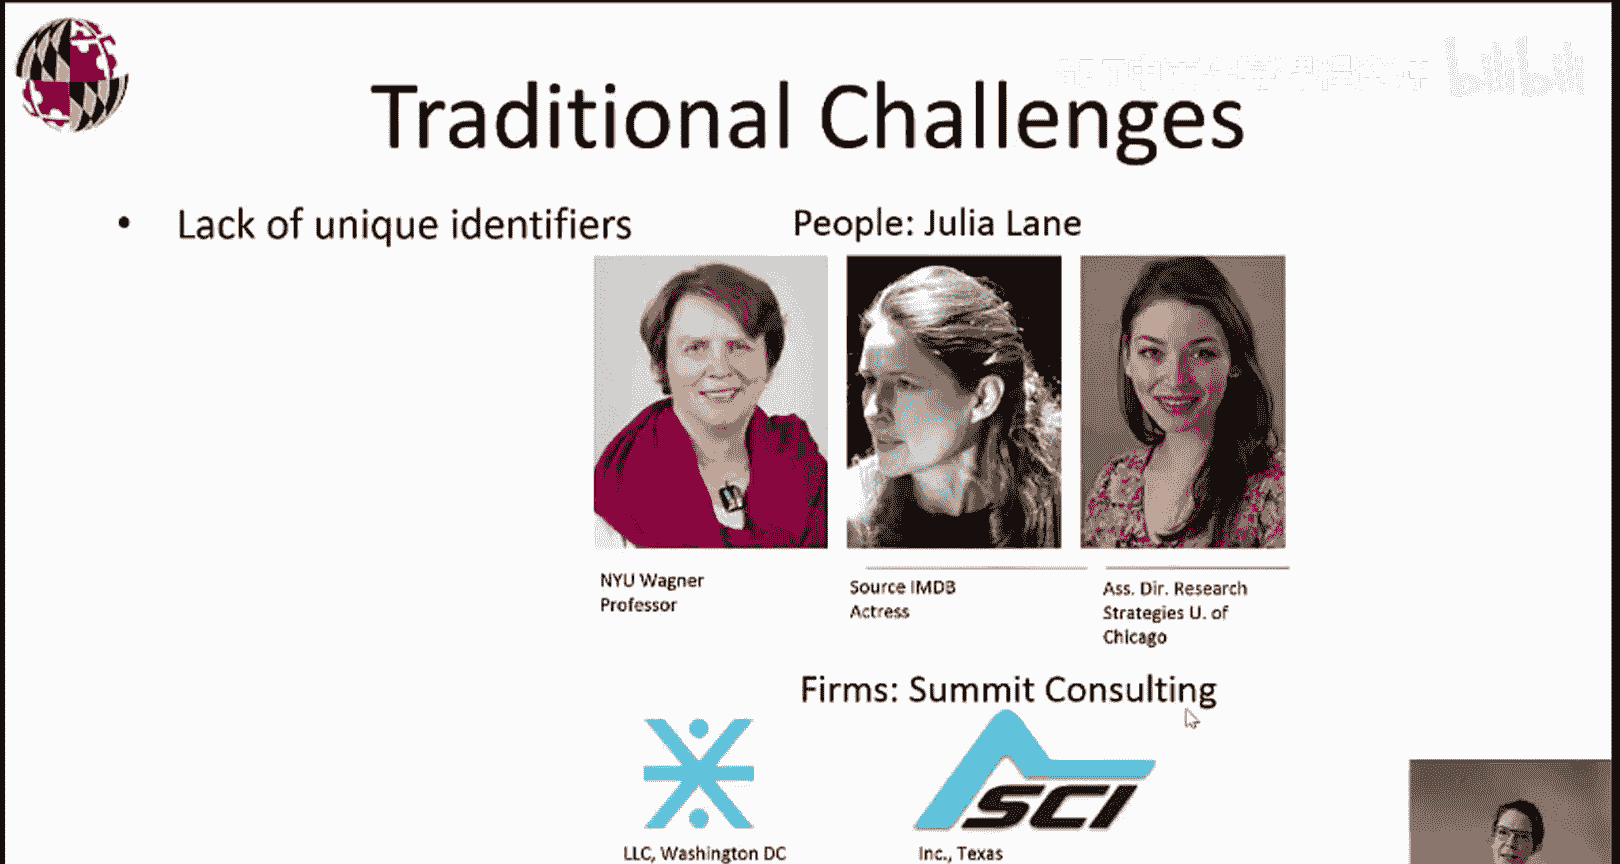 Traditional Challenges
bilibili
• Lack of unique identifiers
People: Julia Lane
NYU Wagner
Professor
Source IMDB
Actress
Ass. Dir. Research
Strategies U. of
Chicago
Firms: Summit Consulting
SCI
LLC, Washington DC
Inc., Texas